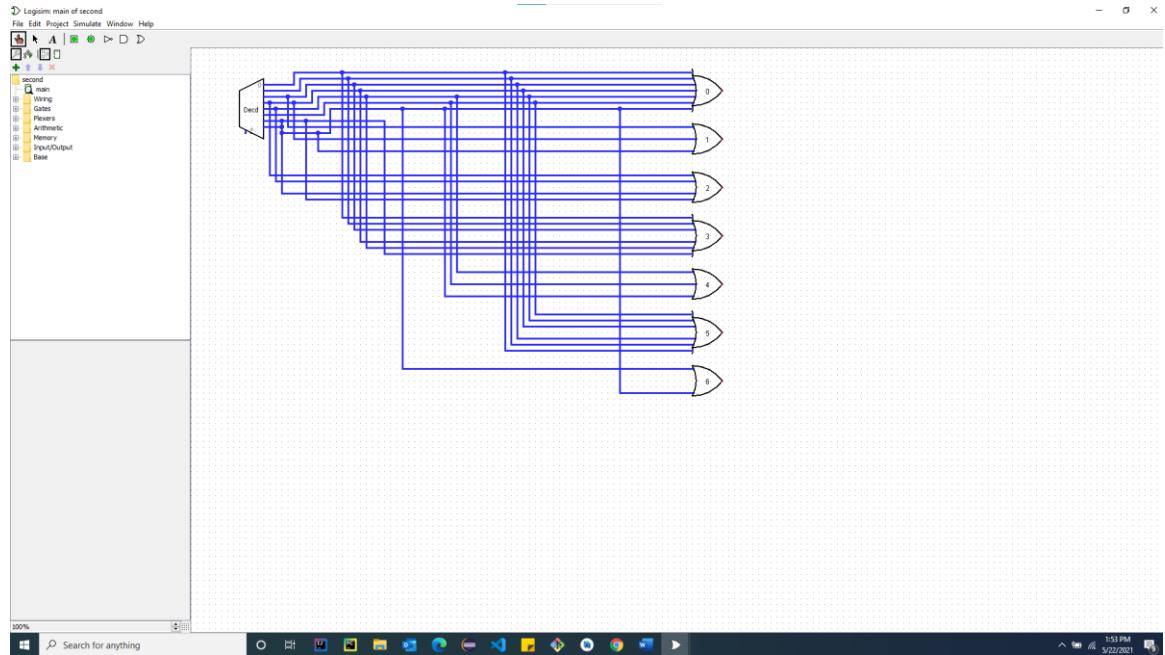 Logisim: main of second
File Edit Project Simulate Window Help
A
second
main
Wiring
Gates
Plexers
Arithmetic
Memory
Input/Output
Base
0
Decd
0
1
2
3
4
5
6
100%
Search for anything
1:53 PM
5/22/2021